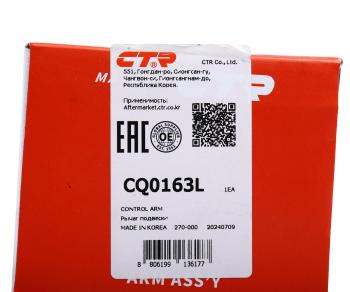 CTR
CTR Co., Ltd.
551, Гонгдан-ро, Сионгсан-гу,
Чангвон-си, Гионгсангнам-до,
Республика Корея.
Применимость:
Aftermarket.ctr.co.kr
CTR
EAC
OE
CQ0163L
1EA
CONTROL ARM
Рычаг подвески
MADE IN KOREA 270-000 20240709
8 806199 136177
ARM ASS'Y